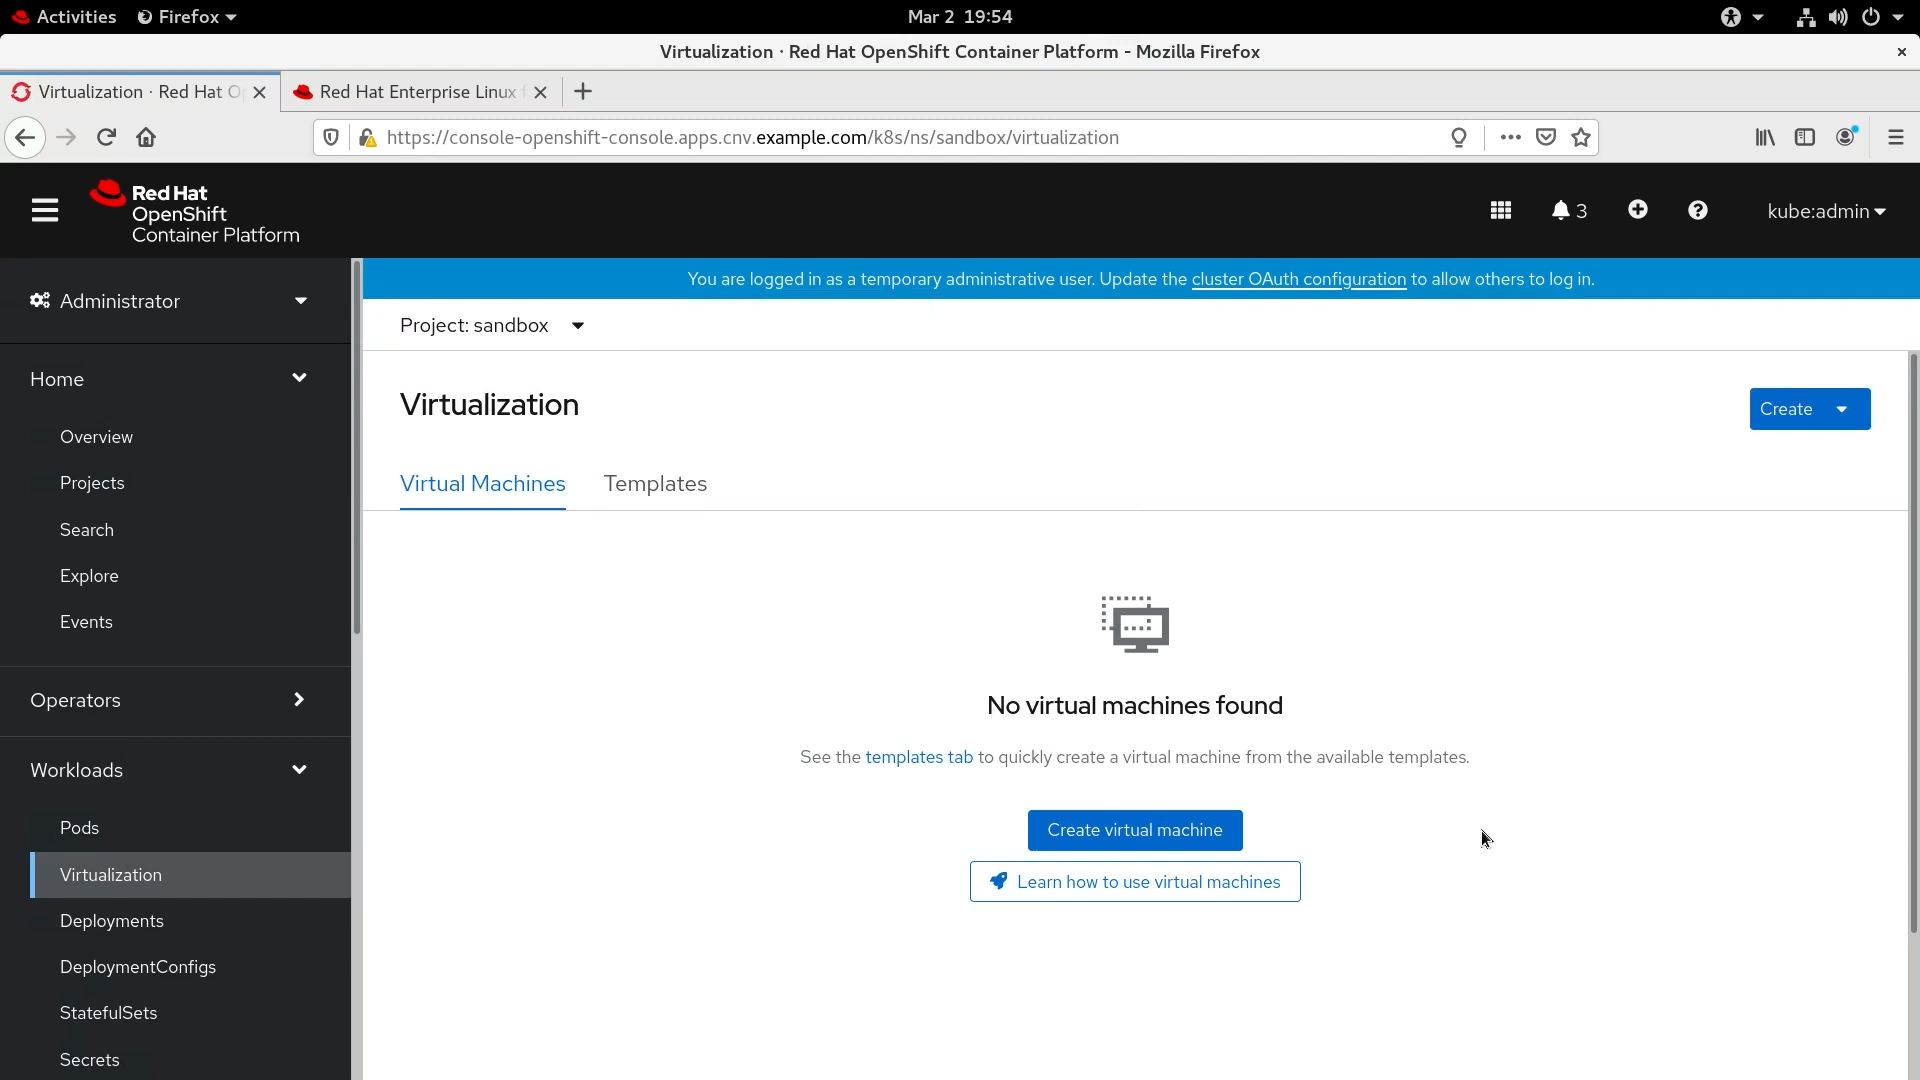 Activities Firefox Mar 2 19:54
Virtualization · Red Hat OpenShift Container Platform - Mozilla Firefox
Virtualization · Red Hat O Red Hat Enterprise Linux
https://console-openshift-console.apps.cnv.example.com/k8s/ns/sandbox/virtualization
Red Hat
OpenShift
Container Platform
3
kube:admin
You are logged in as a temporary administrative user. Update the cluster OAuth configuration to allow others to log in.
Administrator
Project: sandbox
Home
Overview
Projects
Search
Explore
Events
Operators
Workloads
Pods
Virtualization
Deployments
DeploymentConfigs
StatefulSets
Secrets
Virtualization
Create
Virtual Machines Templates
No virtual machines found
See the templates tab to quickly create a virtual machine from the available templates.
Create virtual machine
Learn how to use virtual machines